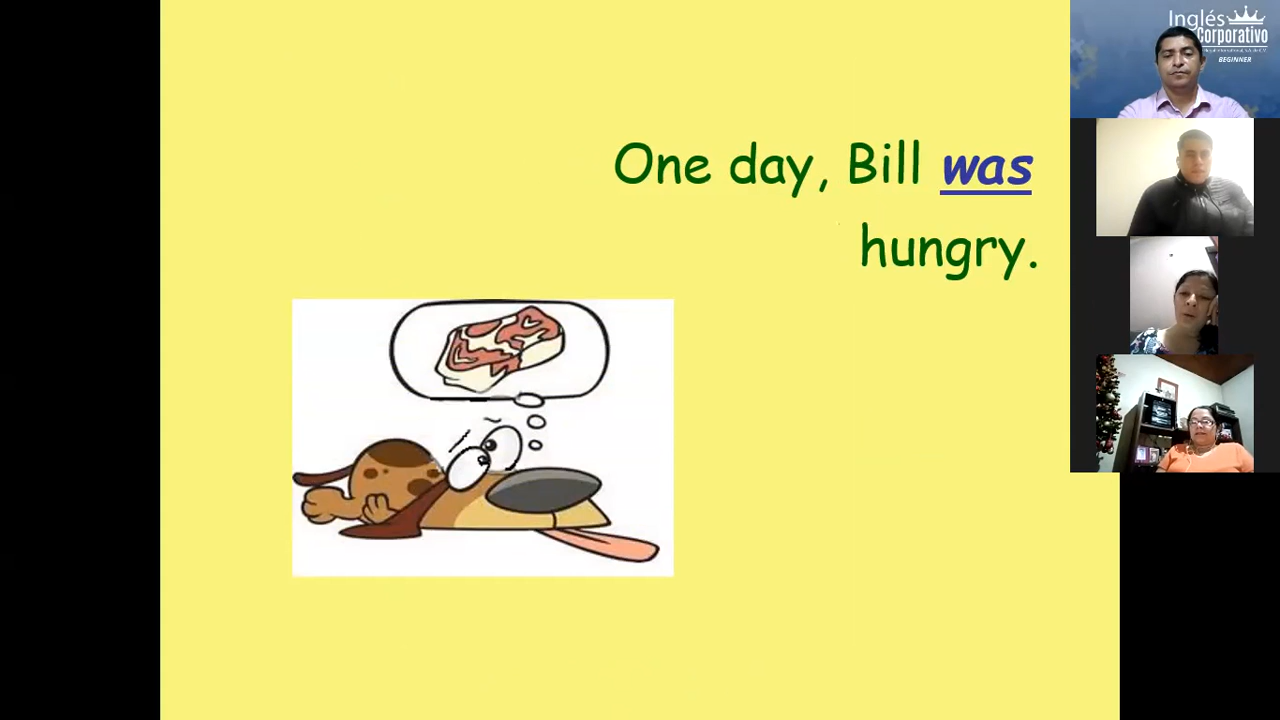 One day, Bill was
hungry.
Inglés
Corporativo
BEGINNER